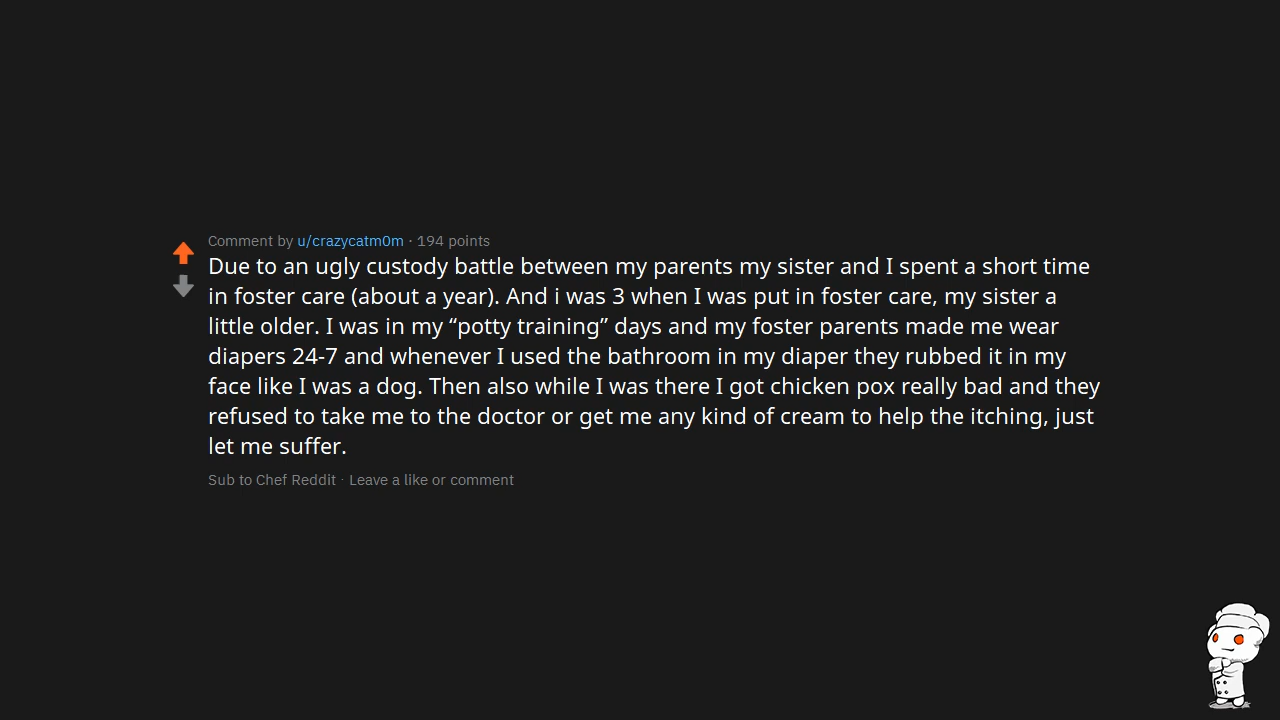 Comment by u/crazycatm0m · 194 points
Due to an ugly custody battle between my parents my sister and I spent a short time
in foster care (about a year). And i was 3 when I was put in foster care, my sister a
little older. I was in my “potty training” days and my foster parents made me wear
diapers 24-7 and whenever I used the bathroom in my diaper they rubbed it in my
face like I was a dog. Then also while I was there I got chicken pox really bad and they
refused to take me to the doctor or get me any kind of cream to help the itching, just
let me suffer.
Sub to Chef Reddit · Leave a like or comment